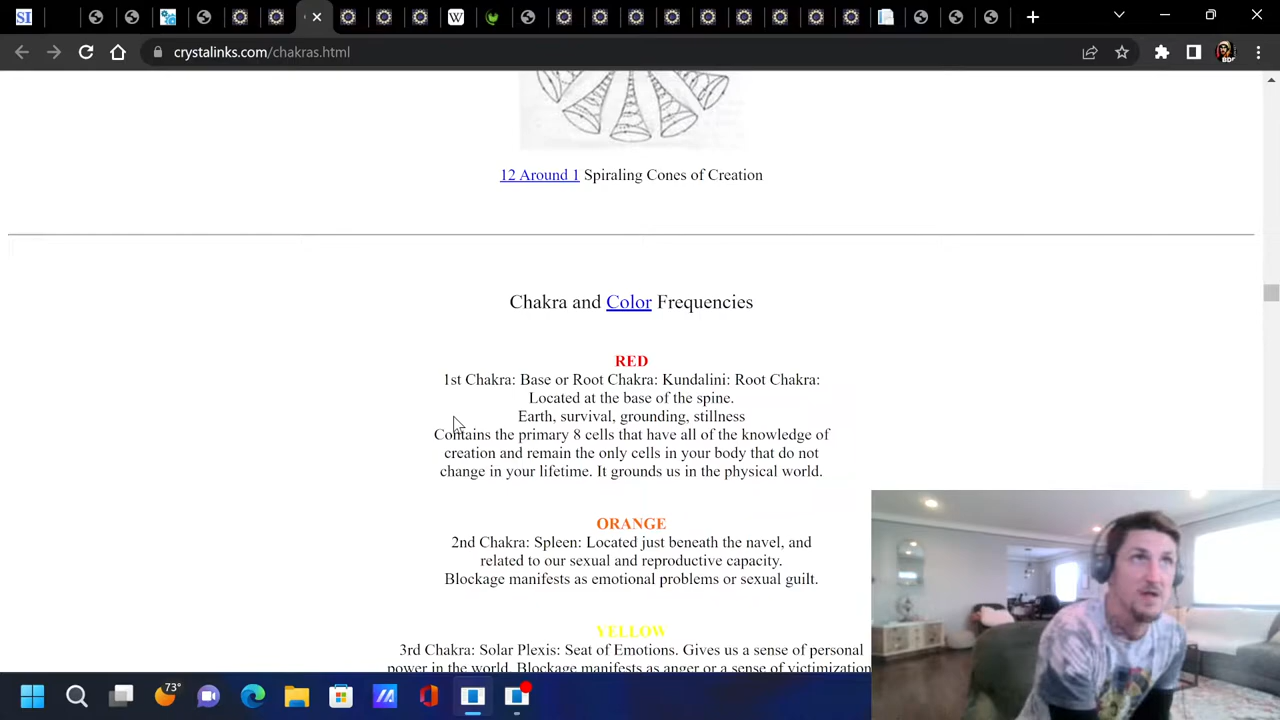 SI
W
crystalinks.com/chakras.html
BDF
12 Around 1 Spiraling Cones of Creation
Chakra and Color Frequencies
RED
1st Chakra: Base or Root Chakra: Kundalini: Root Chakra:
Located at the base of the spine.
Earth, survival, grounding, stillness
Contains the primary 8 cells that have all of the knowledge of
creation and remain the only cells in your body that do not
change in your lifetime. It grounds us in the physical world.
ORANGE
2nd Chakra: Spleen: Located just beneath the navel, and
related to our sexual and reproductive capacity.
Blockage manifests as emotional problems or sexual guilt.
YELLOW
3rd Chakra: Solar Plexis: Seat of Emotions. Gives us a sense of personal
power in the world. Blockage manifests as anger or a sense of victimization
73°